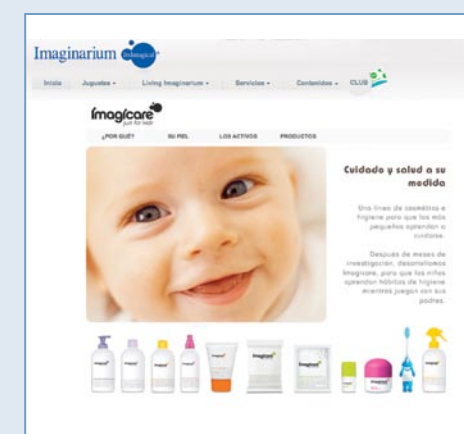 Imaginarium
Inicio Juguetes Living Imaginarium Servicios Contenidos CLUB
imagicare
just for kids
¿POR QUÉ? SU PIEL LOS ACTIVOS PRODUCTOS
Cuidado y salud a su
medida
Una línea de cosmética e
higiene para que los más
pequeños aprendan a
cuidarse.
Después de meses de
investigación, desarrollamos
Imagicare, para que los niños
aprendan hábitos de higiene
mientras juegan con sus
padres.